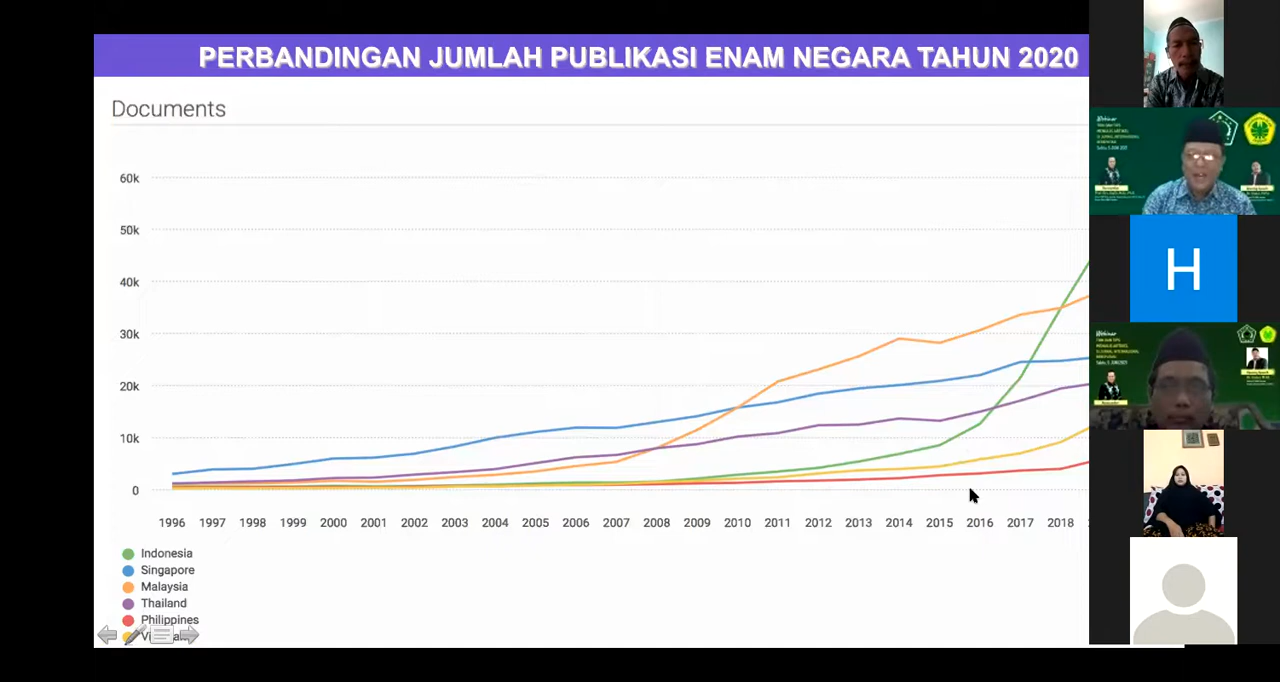 PERBANDINGAN JUMLAH PUBLIKASI ENAM NEGARA TAHUN 2020
Documents
60k
50k
40k
30k
20k
10k
0
1996 1997 1998 1999 2000 2001 2002 2003 2004 2005 2006 2007 2008 2009 2010 2011 2012 2013 2014 2015 2016 2017 2018
Indonesia
Singapore
Malaysia
Thailand
Philippines
Webinar
H
Webinar